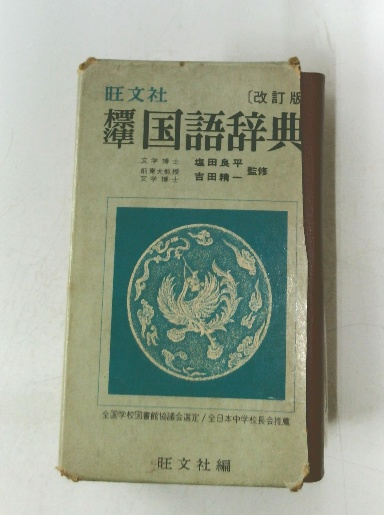 旺文社
〔改訂版
標準 国語辞典
文学博士 塩田良平
前東大教授
文学博士 吉田精一 監修
全国学校図書館協議会選定/全日本中学校長会推薦
旺文社編